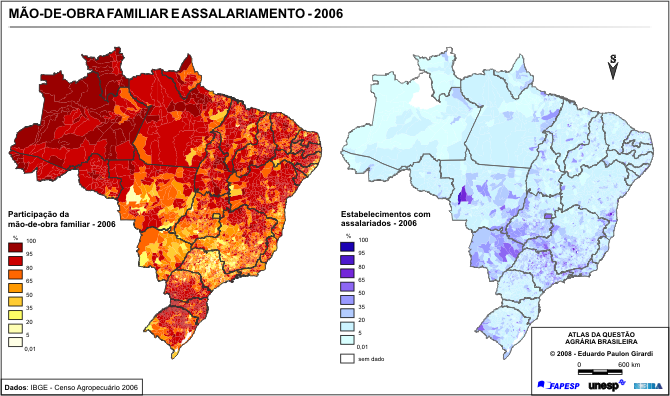 MÃO-DE-OBRA FAMILIAR E ASSALARIAMENTO - 2006
Participação da
mão-de-obra familiar - 2006
%
100
95
80
65
50
35
20
5
0,01
Estabelecimentos com
assalariados - 2006
%
100
95
80
65
50
35
20
5
0,01
sem dado
ATLAS DA QUESTÃO
AGRÁRIA BRASILEIRA
© 2008 - Eduardo Paulon Girardi
0 600 km
FAPESP unesp
Dados: IBGE - Censo Agropecuário 2006